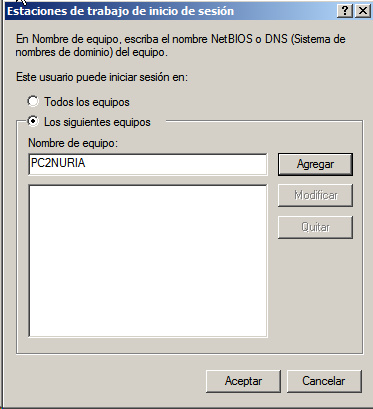 Estaciones de trabajo de inicio de sesión
En Nombre de equipo, escriba el nombre NetBIOS o DNS (Sistema de
nombres de dominio) del equipo.
Este usuario puede iniciar sesión en:
Todos los equipos
Los siguientes equipos
Nombre de equipo:
PC2NURIA
Agregar
Modificar
Quitar
Aceptar
Cancelar